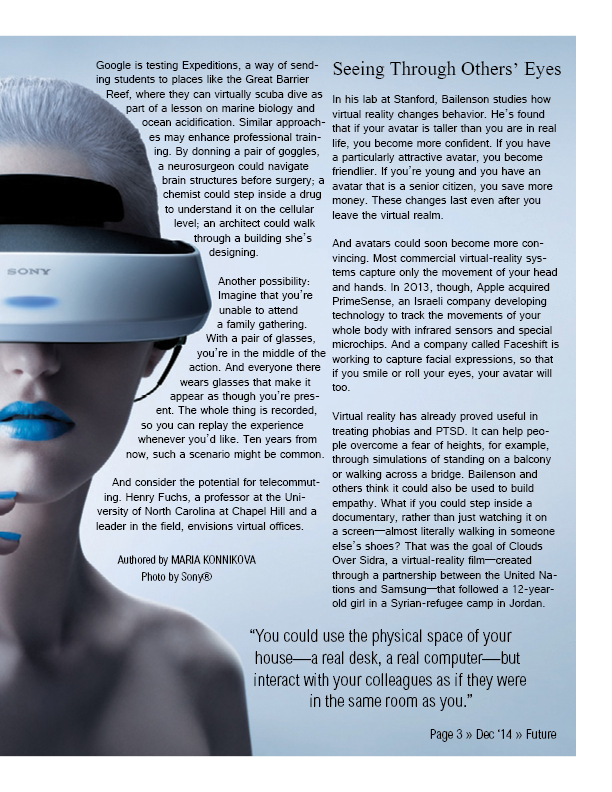 SONY
Google is testing Expeditions, a way of send-
ing students to places like the Great Barrier
Reef, where they can virtually scuba dive as
part of a lesson on marine biology and
ocean acidification. Similar approach-
es may enhance professional train-
ing. By donning a pair of goggles,
a neurosurgeon could navigate
brain structures before surgery; a
chemist could step inside a drug
to understand it on the cellular
level; an architect could walk
through a building she's
designing.
Another possibility:
Imagine that you're
unable to attend
a family gathering.
With a pair of glasses,
you're in the middle of the
action. And everyone there
wears glasses that make it
appear as though you're pres-
ent. The whole thing is recorded,
so you can replay the experience
whenever you'd like. Ten years from
now, such a scenario might be common.
And consider the potential for telecommut-
ing. Henry Fuchs, a professor at the Uni-
versity of North Carolina at Chapel Hill and a
leader in the field, envisions virtual offices.
Authored by MARIA KONNIKOVA
Photo by Sony®
Seeing Through Others' Eyes
In his lab at Stanford, Bailenson studies how
virtual reality changes behavior. He's found
that if your avatar is taller than you are in real
life, you become more confident. If you have
a particularly attractive avatar, you become
friendlier. If you're young and you have an
avatar that is a senior citizen, you save more
money. These changes last even after you
leave the virtual realm.
And avatars could soon become more con-
vincing. Most commercial virtual-reality sys-
tems capture only the movement of your head
and hands. In 2013, though, Apple acquired
PrimeSense, an Israeli company developing
technology to track the movements of your
whole body with infrared sensors and special
microchips. And a company called Faceshift is
working to capture facial expressions, so that
if you smile or roll your eyes, your avatar will
too.
Virtual reality has already proved useful in
treating phobias and PTSD. It can help peo-
ple overcome a fear of heights, for example,
through simulations of standing on a balcony
or walking across a bridge. Bailenson and
others think it could also be used to build
empathy. What if you could step inside a
documentary, rather than just watching it on
a screen—almost literally walking in someone
else's shoes? That was the goal of Clouds
Over Sidra, a virtual-reality film—created
through a partnership between the United Na-
tions and Samsung—that followed a 12-year-
old girl in a Syrian-refugee camp in Jordan.
"You could use the physical space of your
house—a real desk, a real computer—but
interact with your colleagues as if they were
in the same room as you."
Page 3 » Dec '14 » Future